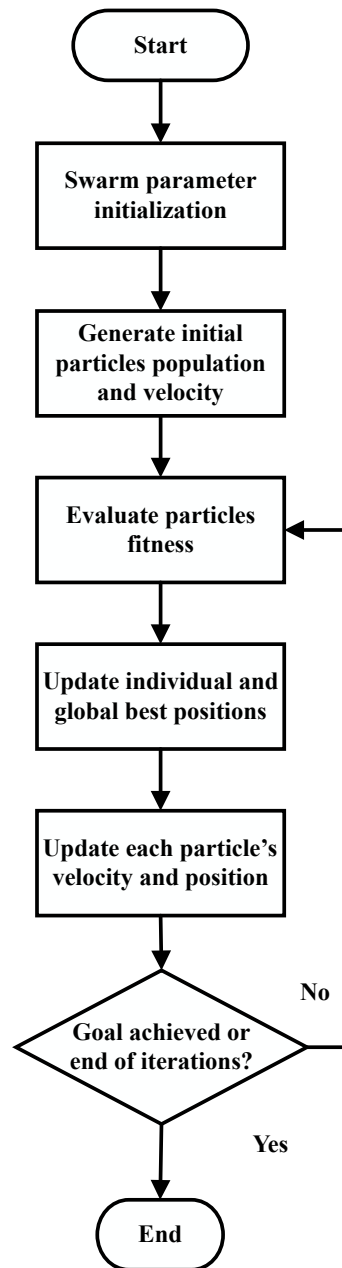 Start
Swarm parameter
initialization
Generate initial
particles population
and velocity
Evaluate particles
fitness
Update individual and
global best positions
Update each particle's
velocity and position
Goal achieved or
end of iterations?
No
Yes
End